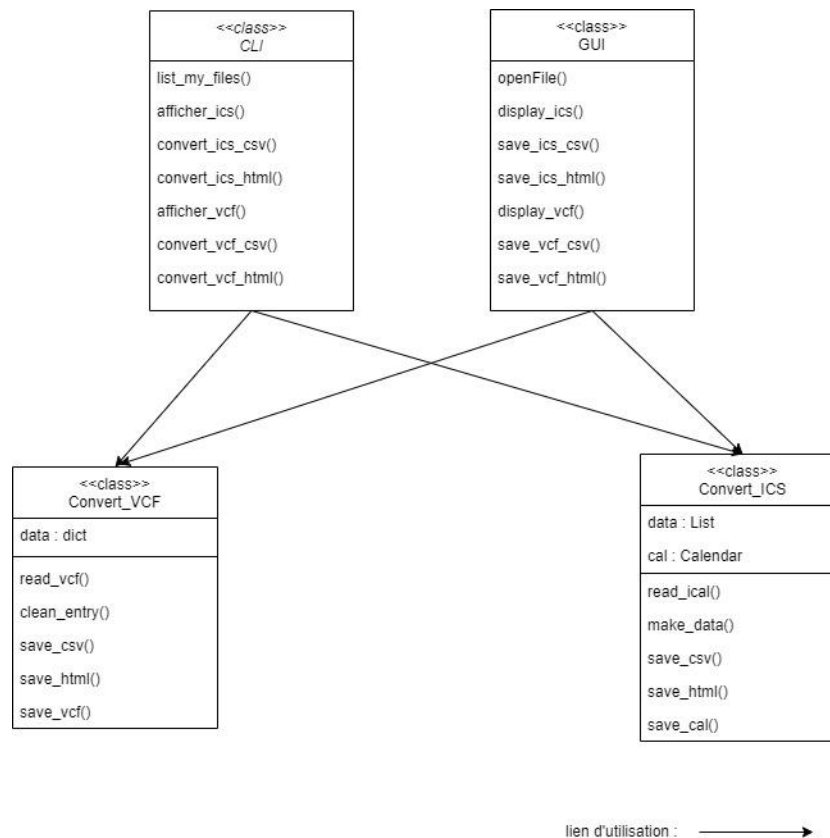 <<class>>
CLI
list_my_files()
afficher_ics()
convert_ics_csv()
convert_ics_html()
afficher_vcf()
convert_vcf_csv()
convert_vcf_html()
<<class>>
GUI
openFile()
display_ics()
save_ics_csv()
save_ics_html()
display_vcf()
save_vcf_csv()
save_vcf_html()
<<class>>
Convert_VCF
data : dict
read_vcf()
clean_entry()
save_csv()
save_html()
save_vcf()
<<class>>
Convert_ICS
data : List
cal : Calendar
read_ical()
make_data()
save_csv()
save_html()
save_cal()
lien d'utilisation :